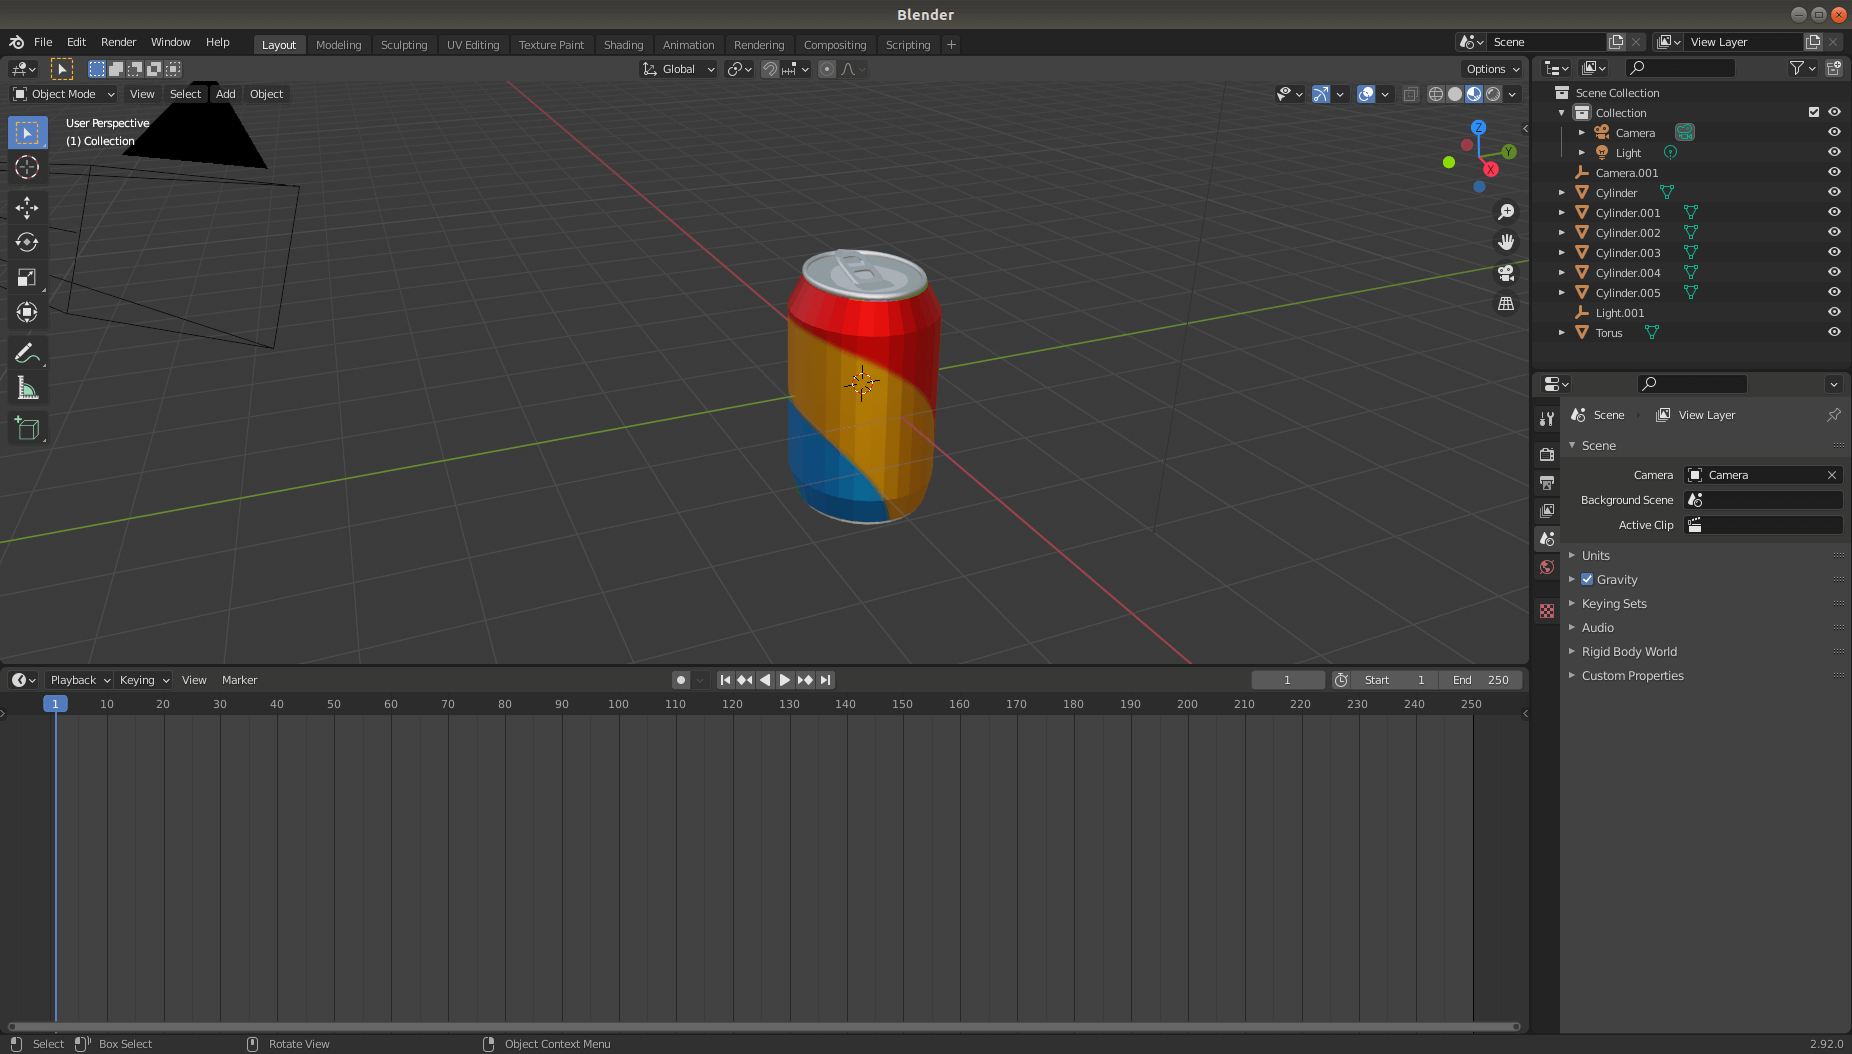 Blender
File Edit Render Window Help Layout Modeling Sculpting UV Editing Texture Paint Shading Animation Rendering Compositing Scripting + Scene View Layer
Global Options
Object Mode View Select Add Object
User Perspective
(1) Collection
Z
Y
X
Scene Collection
Collection
Camera
Light
Camera.001
Cylinder
Cylinder.001
Cylinder.002
Cylinder.003
Cylinder.004
Cylinder.005
Light.001
Torus
Scene View Layer
Scene
Camera Camera
Background Scene
Active Clip
Units
Gravity
Keying Sets
Audio
Rigid Body World
Custom Properties
Playback Keying View Marker 1 Start 1 End 250
1 10 20 30 40 50 60 70 80 90 100 110 120 130 140 150 160 170 180 190 200 210 220 230 240 250
Select Box Select Rotate View Object Context Menu 2.92.0